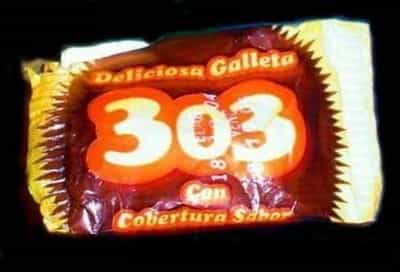 Deliciosa Galleta
303
Con
Cobertura Sabor